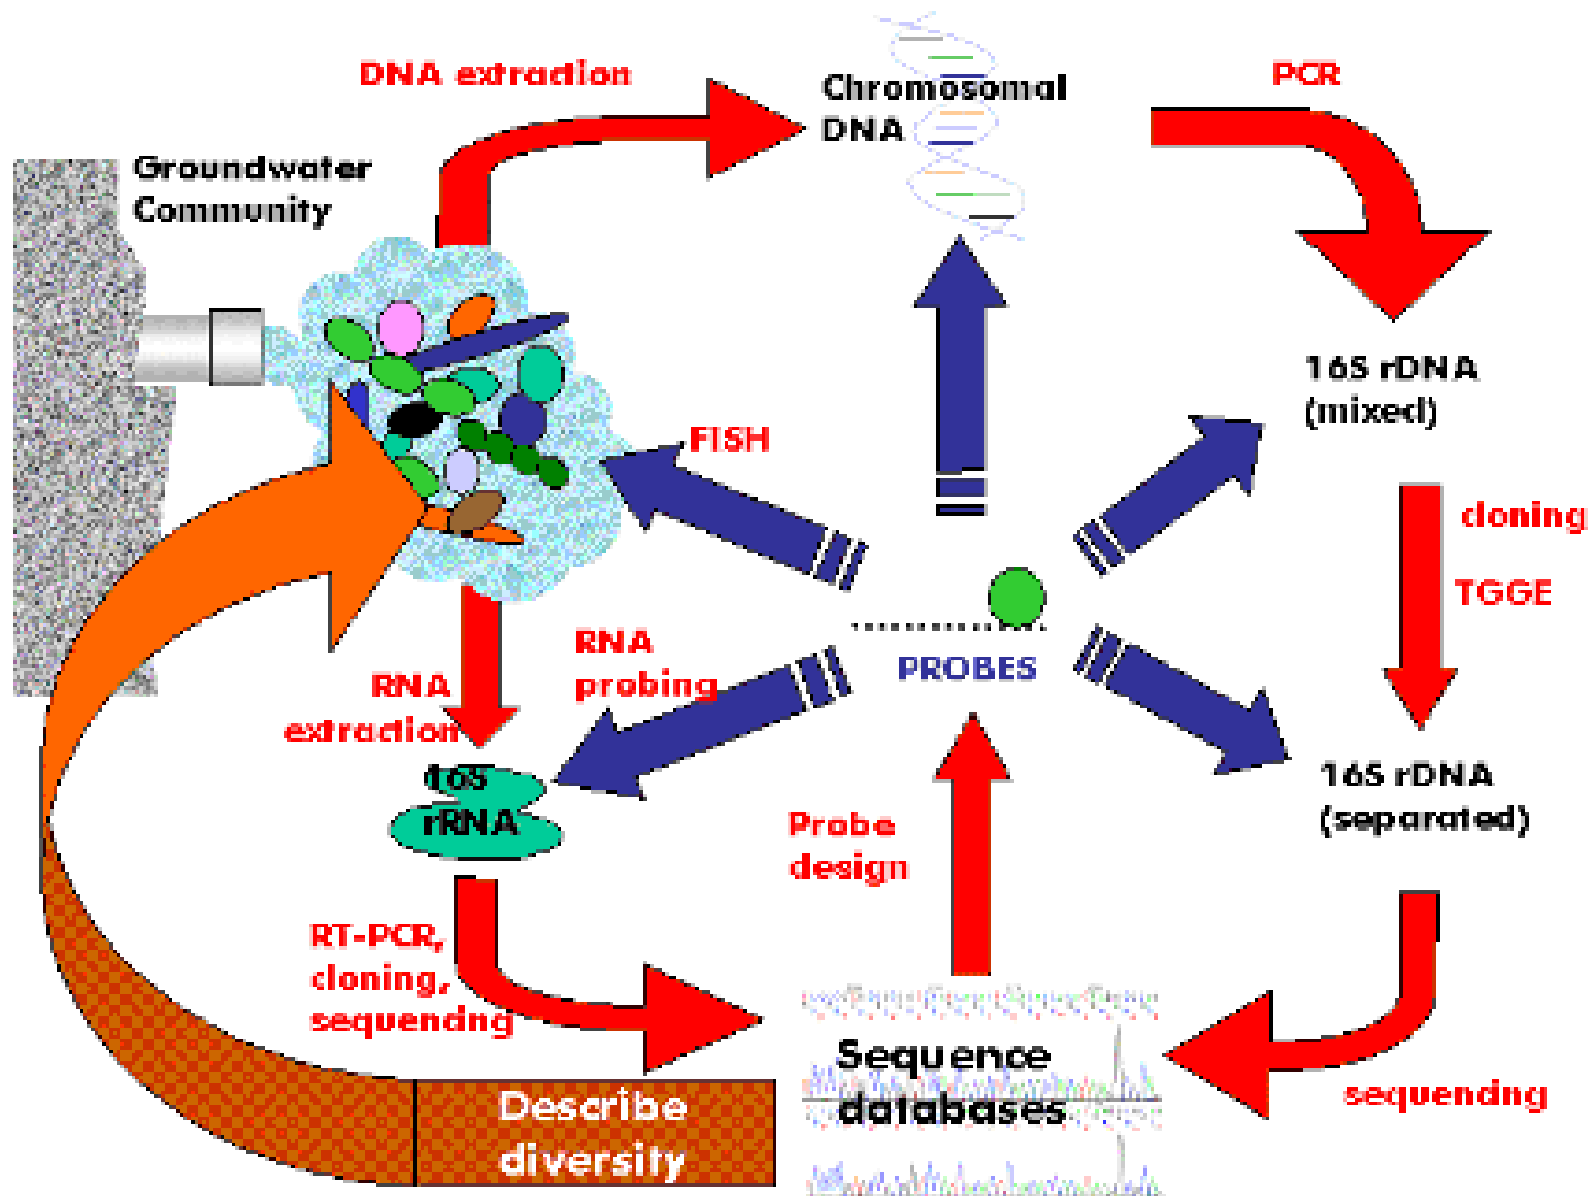 DNA extraction
Chromosomal
DNA
PCR
Groundwater
Community
16S rDNA
(mixed)
FISH
cloning
TGGE
RNA
probing
RNA
extraction
PROBES
16S
rRNA
16S rDNA
(separated)
Probe
design
RT-PCR,
cloning,
sequencing
Sequence
databases
sequencing
Describe
diversity